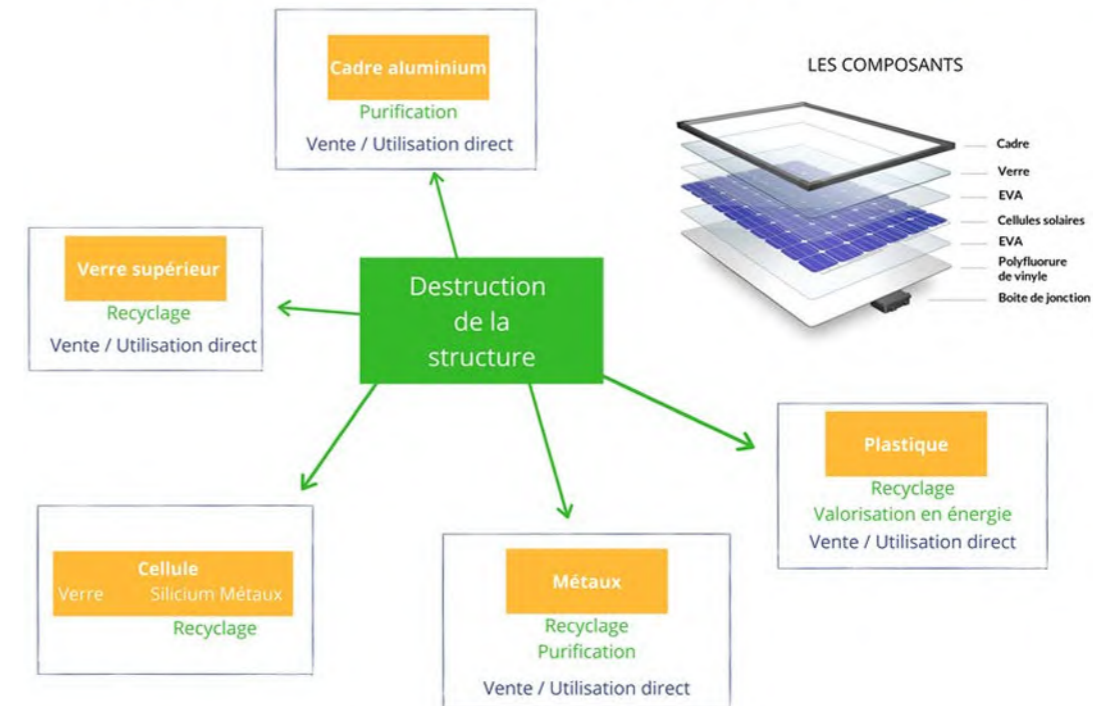 Cadre aluminium
Purification
Vente / Utilisation direct
LES COMPOSANTS
Cadre
Verre
EVA
Cellules solaires
EVA
Polyfluorure
de vinyle
Boite de jonction
Verre supérieur
Recyclage
Vente / Utilisation direct
Destruction
de la
structure
Plastique
Recyclage
Valorisation en énergie
Vente / Utilisation direct
Cellule
Verre Silicium Métaux
Recyclage
Métaux
Recyclage
Purification
Vente / Utilisation direct